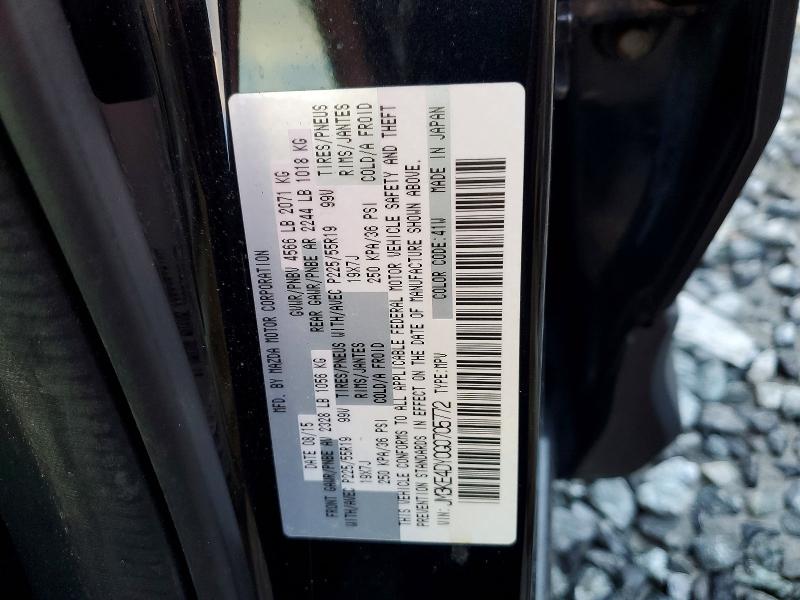 MFD. BY MAZDA MOTOR CORPORATION
DATE 08/15 GVWR/PNBV 4566 LB 2071 KG
FRONT GAWR/PNBE AV 2328 LB 1056 KG REAR GAWR/PNBE AR 2244 LB 1018 KG
WITH/AVEC P225/55R19 99V TIRES/PNEUS WITH/AVEC P225/55R19 99V TIRES/PNEUS
19X7J RIMS/JANTES 19X7J RIMS/JANTES
250 KPA/36 PSI COLD/A FROID 250 KPA/36 PSI COLD/A FROID
THIS VEHICLE CONFORMS TO ALL APPLICABLE FEDERAL MOTOR VEHICLE SAFETY AND THEFT
PREVENTION STANDARDS IN EFFECT ON THE DATE OF MANUFACTURE SHOWN ABOVE.
VIN: JM3KE4DY0G0705772 TYPE: MPV COLOR CODE: 41W MADE IN JAPAN